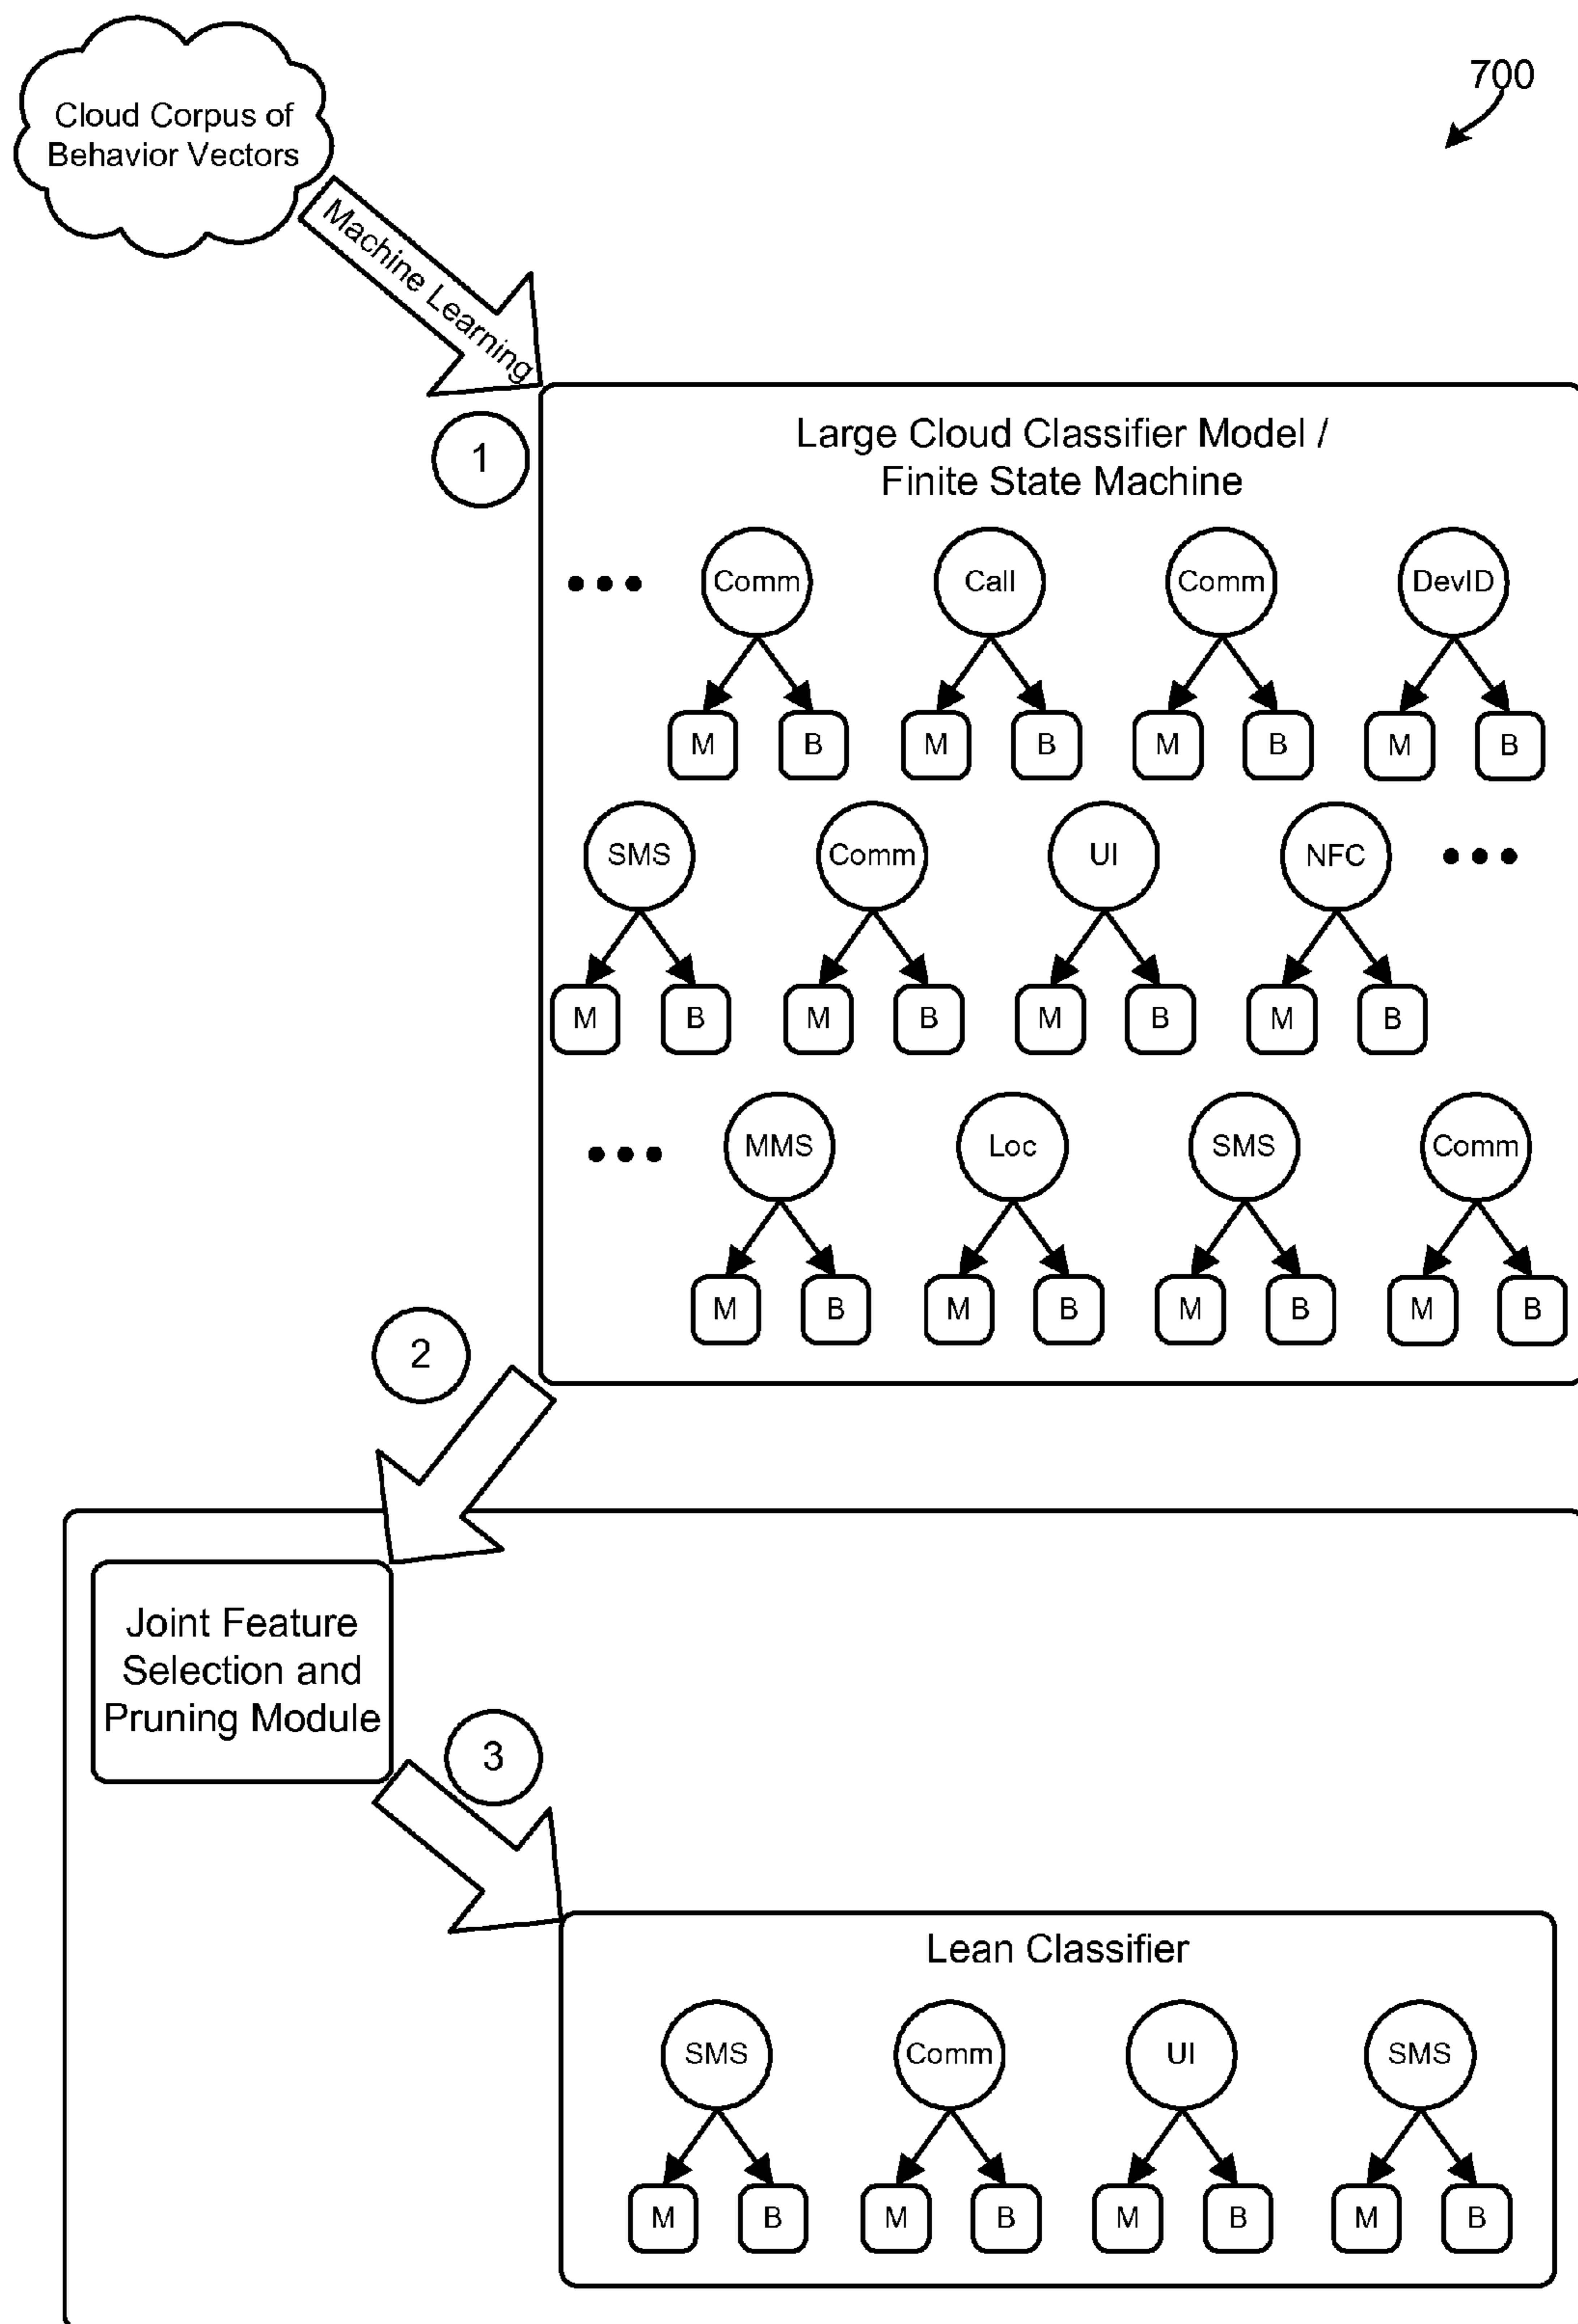 700
Cloud Corpus of
Behavior Vectors
Machine Learning
1
Large Cloud Classifier Model /
Finite State Machine
Comm Call Comm DevID
M B M B M B M B
SMS Comm UI NFC
M B M B M B M B
MMS Loc SMS Comm
M B M B M B M B
2
Joint Feature
Selection and
Pruning Module
3
Lean Classifier
SMS Comm UI SMS
M B M B M B M B